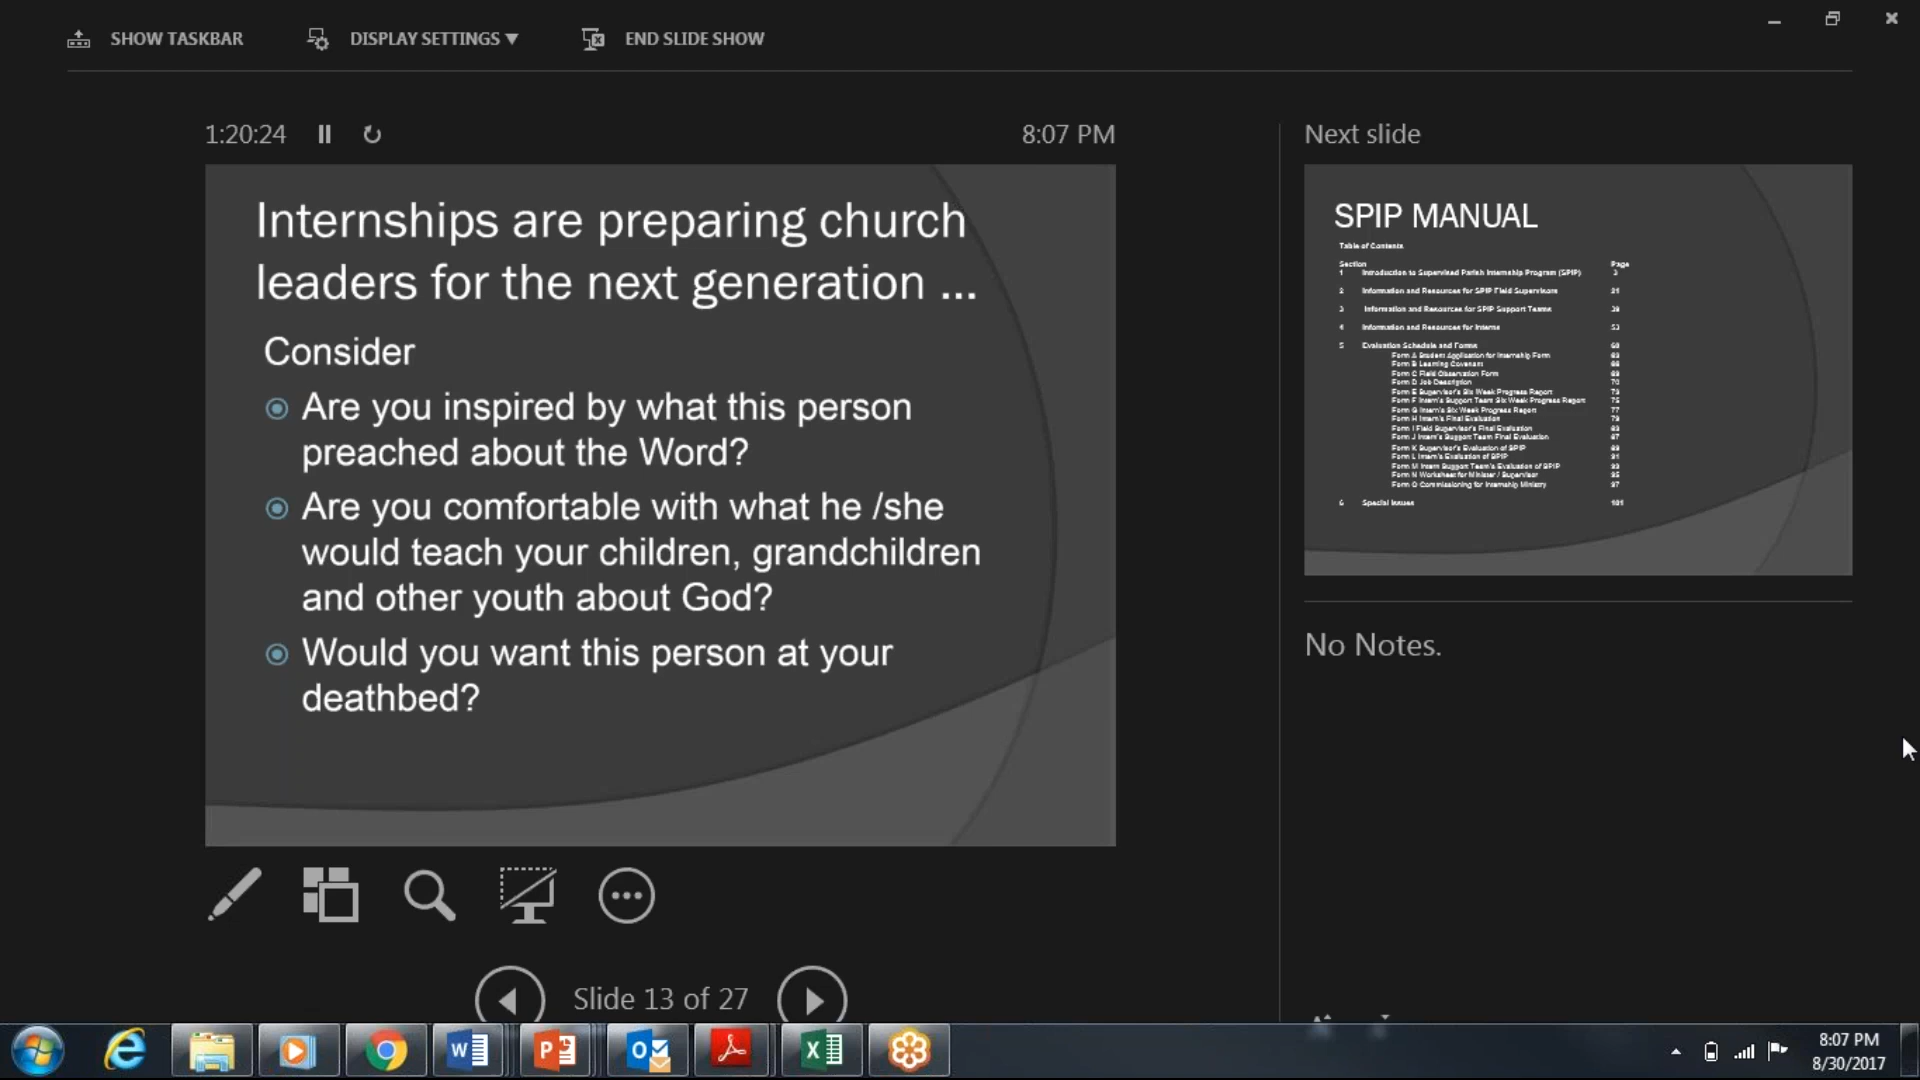 SHOW TASKBAR
DISPLAY SETTINGS ▼
END SLIDE SHOW
1:20:24
8:07 PM
Internships are preparing church
leaders for the next generation ...
Consider
Are you inspired by what this person
preached about the Word?
Are you comfortable with what he /she
would teach your children, grandchildren
and other youth about God?
Would you want this person at your
deathbed?
Slide 13 of 27
Next slide
SPIP MANUAL
Table of Contents
Section Page
1 Introduction to Supervised Parish Internship Program (SPIP) 3
2 Information and Resources for SPIP Field Supervisors
3 Information and Resources for SPIP Support Teams
4 Information and Resources for Interns
5 Evaluation Schedule and Forms
Form A Student Application for Internship Form
Form B Learning Covenant
Form C Field Observation Form
Form D Job Description
Form E Supervisor's Six Week Progress Report
Form F Intern's Support Team Six Week Progress Report
Form G Intern's Six Week Progress Report
Form H Intern's Final Evaluation
Form I Field Supervisor's Final Evaluation
Form J Intern's Support Team Final Evaluation
Form K Supervisor's Evaluation of SPIP
Form L Intern's Evaluation of SPIP
Form M Intern Support Team's Evaluation of SPIP
Form N Worksheet for Minister / Supervisor
Form O Commissioning for Internship Ministry
6 Special Issues 101
No Notes.
8:07 PM
8/30/2017